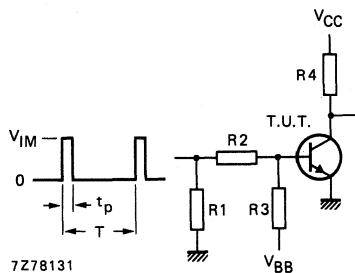 V_CC
R4
T.U.T.
V_IM
R2
0
t_p
R1
R3
T
7Z78131
V_BB